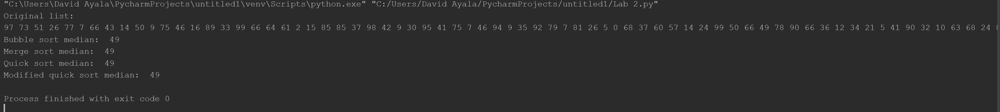 "C:\Users\David Ayala\PycharmProjects\untitled1\venv\Scripts\python.exe" "C:/Users/David Ayala/PycharmProjects/untitled1/Lab 2.py"
Original list:
97 73 51 26 77 7 66 43 14 50 9 75 46 16 89 33 99 66 64 61 2 15 85 85 37 98 42 9 30 95 41 75 7 46 94 9 35 92 79 7 81 26 5 0 68 37 60 57 14 24 99 50 66 49 78 90 66 36 12 34 21 5 41 90 32 10 63 68 24
Bubble sort median:  49
Merge sort median:  49
Quick sort median:  49
Modified quick sort median:  49
Process finished with exit code 0